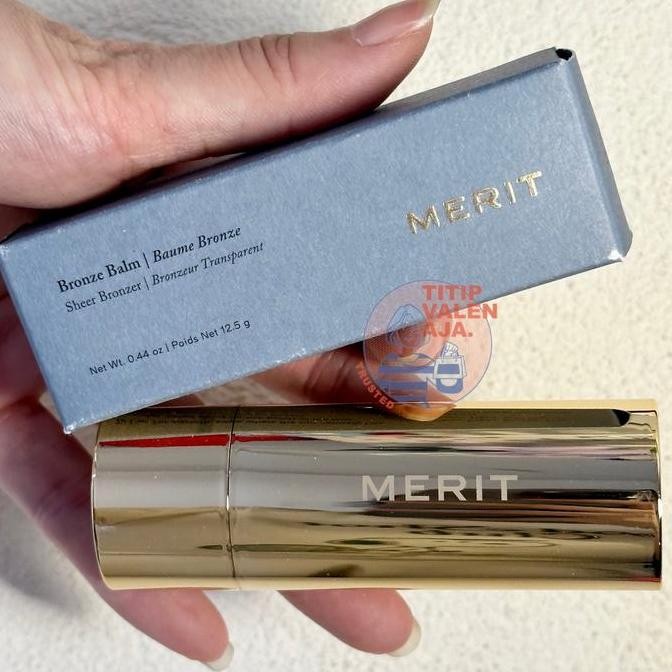 MERIT
Bronze Balm | Baume Bronze
Sheer Bronzer | Bronzeur Transparent
Net Wt. 0.44 oz | Poids Net 12.5 g
TITIP
VALEN
AJA.
TRUSTED
MERIT